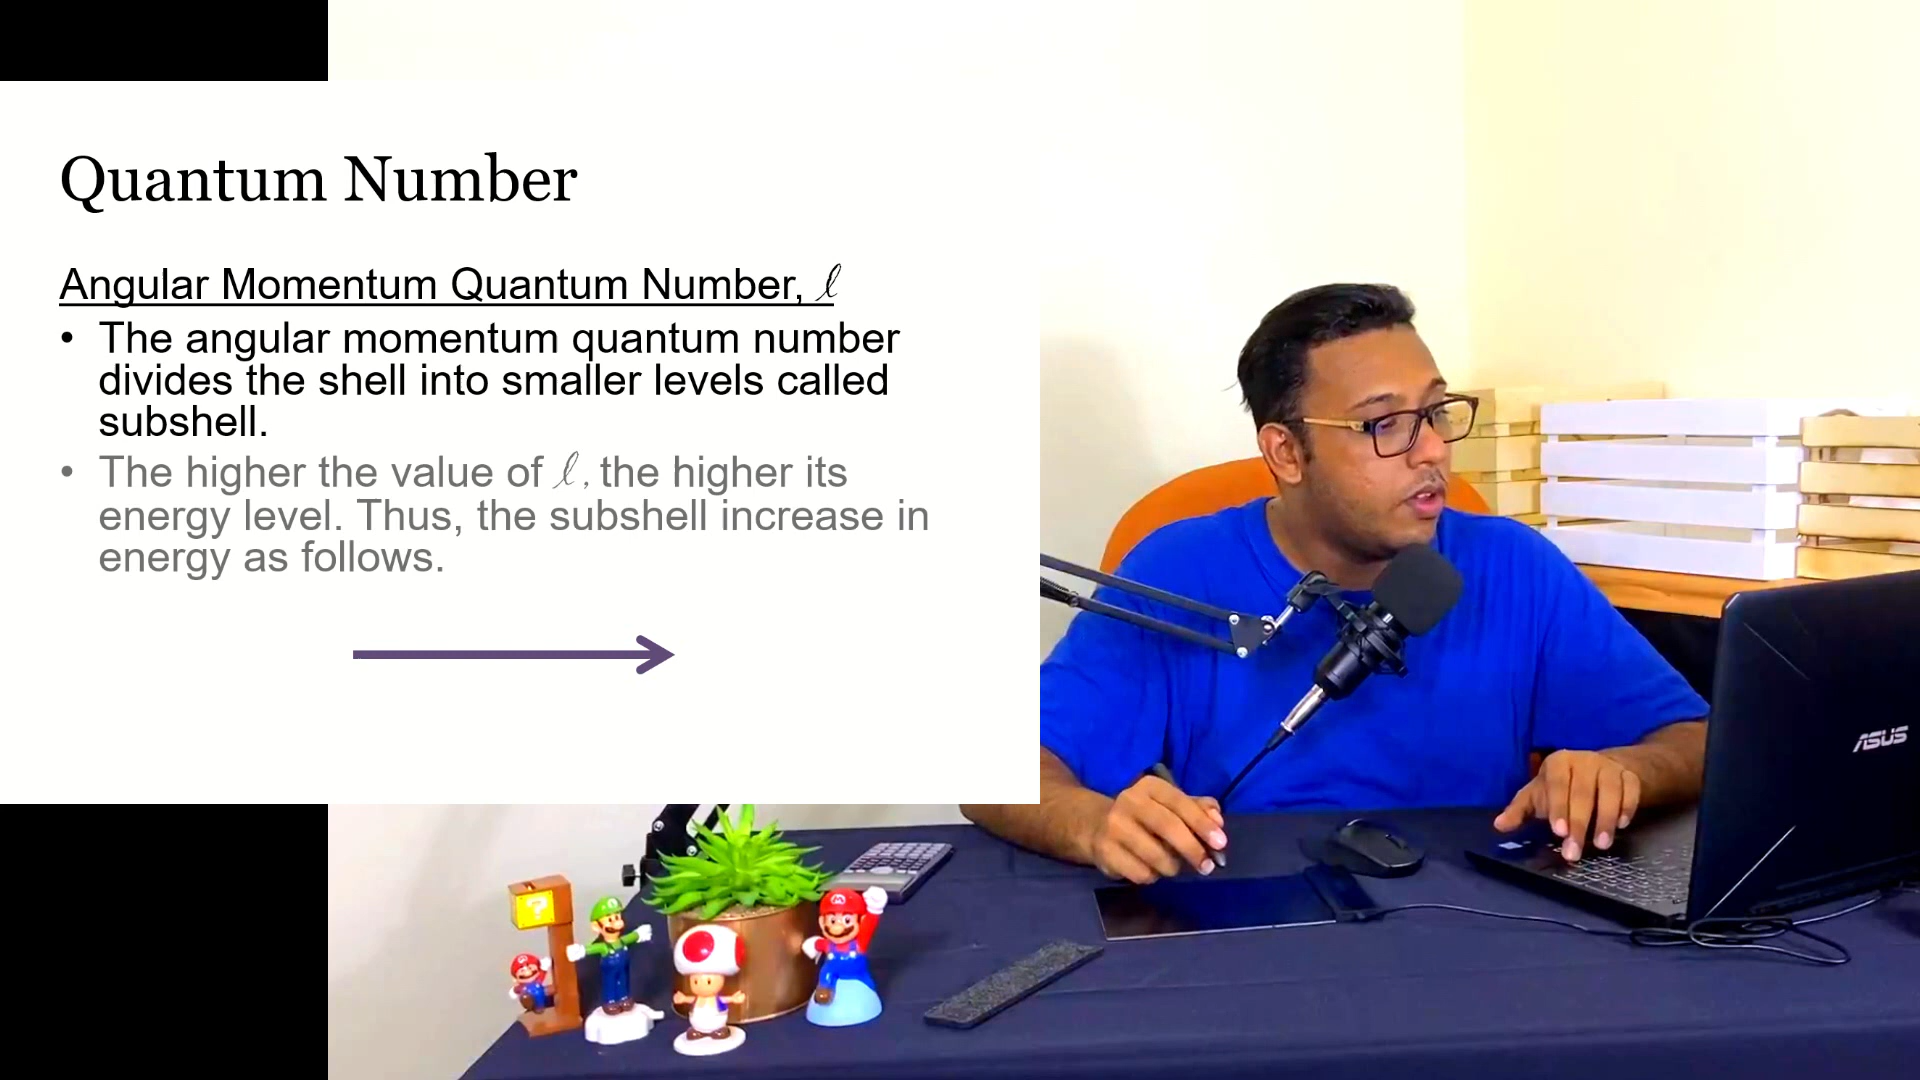 Quantum Number
Angular Momentum Quantum Number, ℓ
• The angular momentum quantum number
divides the shell into smaller levels called
subshell.
• The higher the value of ℓ, the higher its
energy level. Thus, the subshell increase in
energy as follows.
ASUS
?
M